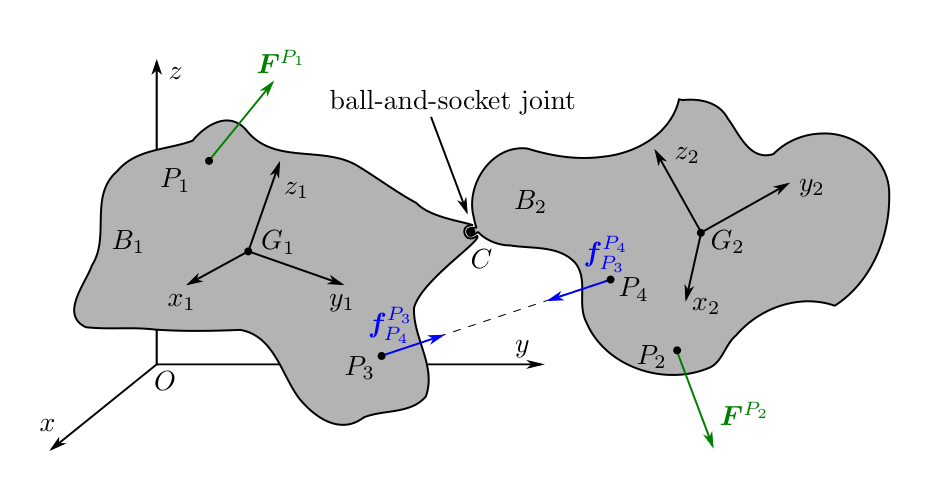 F^{P_1}
z
ball-and-socket joint
P_1
z_1
z_2
y_2
B_2
B_1
G_1
G_2
C
f^{P_4}_{P_3}
P_4
x_1
y_1
x_2
f^{P_3}_{P_4}
P_3
y
P_2
O
x
F^{P_2}